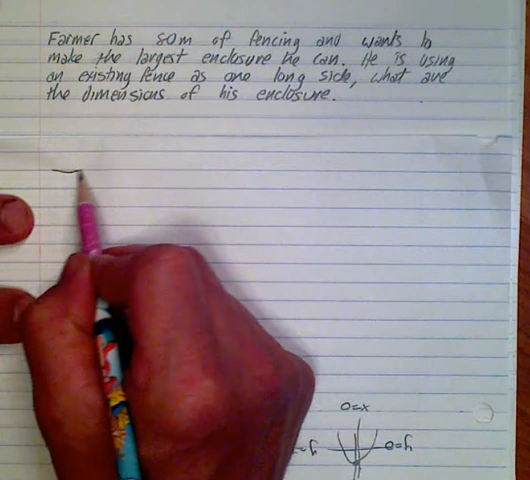 Farmer has 80m of fencing and wants to
make the largest enclosure he can. He is using
an existing fence as one long side, what are
the dimensions of his enclosure.